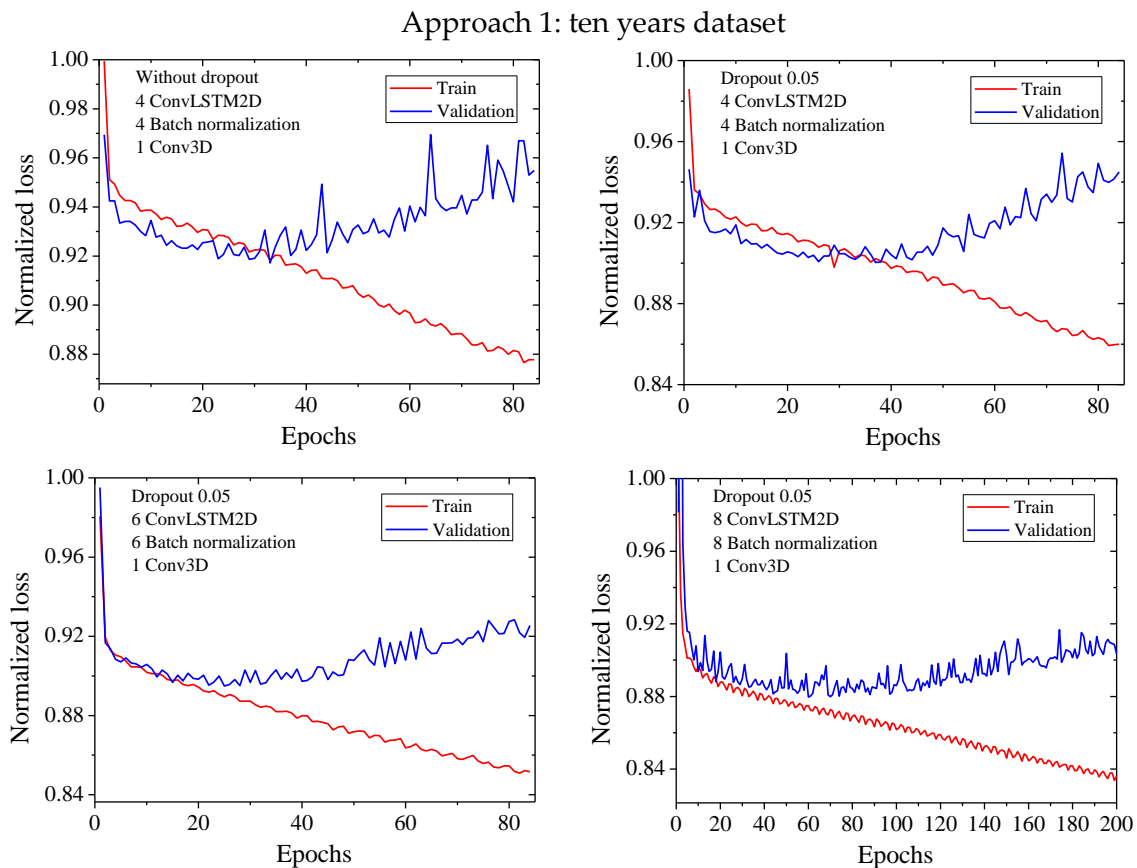 Approach 1: ten years dataset
1.00
0.98
0.96
0.94
0.92
0.90
0.88
Normalized loss
Without dropout
4 ConvLSTM2D
4 Batch normalization
1 Conv3D
Train
Validation
0 20 40 60 80
Epochs
1.00
0.96
0.92
0.88
0.84
Normalized loss
Dropout 0.05
4 ConvLSTM2D
4 Batch normalization
1 Conv3D
Train
Validation
0 20 40 60 80
Epochs
1.00
0.96
0.92
0.88
0.84
Normalized loss
Dropout 0.05
6 ConvLSTM2D
6 Batch normalization
1 Conv3D
Train
Validation
0 20 40 60 80
Epochs
1.00
0.96
0.92
0.88
0.84
Normalized loss
Dropout 0.05
8 ConvLSTM2D
8 Batch normalization
1 Conv3D
Train
Validation
0 20 40 60 80 100 120 140 160 180 200
Epochs